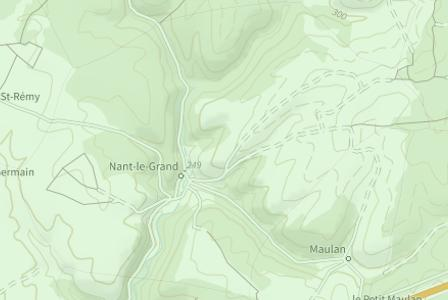 300
St-Rémy
Nant-le-Grand
249
ermain
Maulan
le Petit Maulan